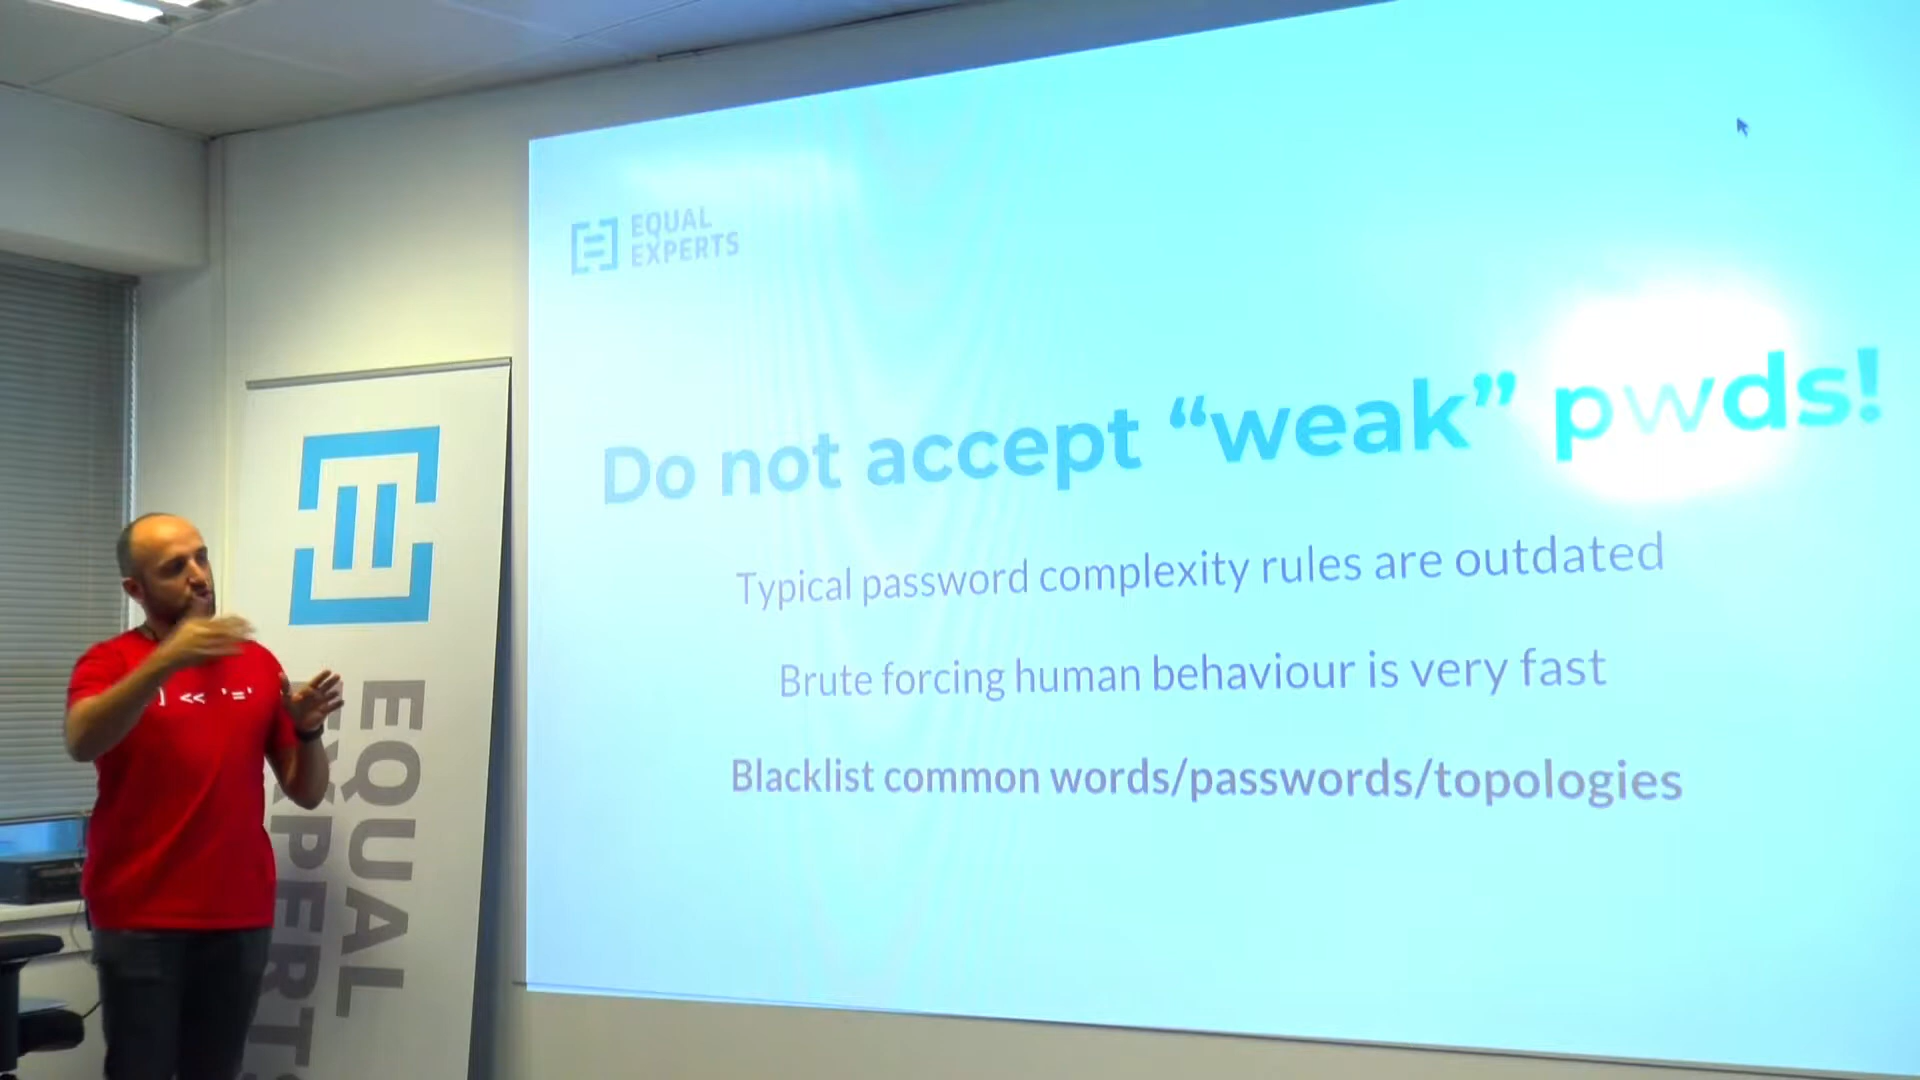 EQUAL
EXPERTS
Do not accept “weak” pwds!
Typical password complexity rules are outdated
Brute forcing human behaviour is very fast
Blacklist common words/passwords/topologies
EQUAL
EXPERTS
] << '='